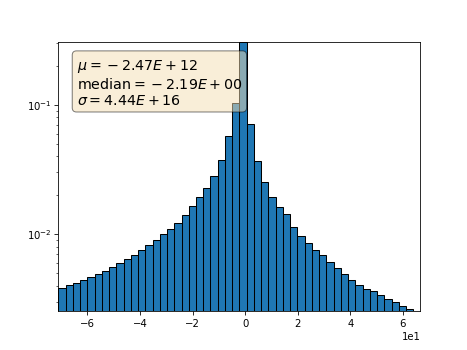 μ = − 2.47E + 12
median = − 2.19E + 00
σ = 4.44E + 16
10⁻¹
10⁻²
−6 −4 −2 0 2 4 6
1e1